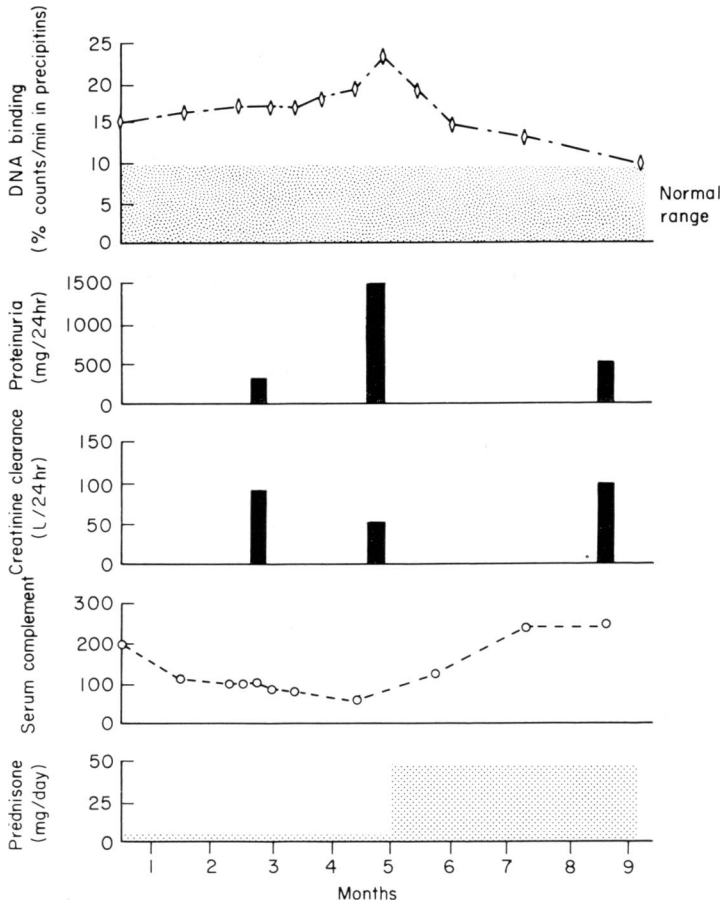 DNA binding
(% counts/min in precipitins)
25
20
15
10
5
0
Normal
range
Proteinuria
(mg/24hr)
1500
1000
500
0
Creatinine clearance
(L/24hr)
150
100
50
0
Serum complement
300
200
100
0
Prednisone
(mg/day)
50
25
0
1 2 3 4 5 6 7 8 9
Months